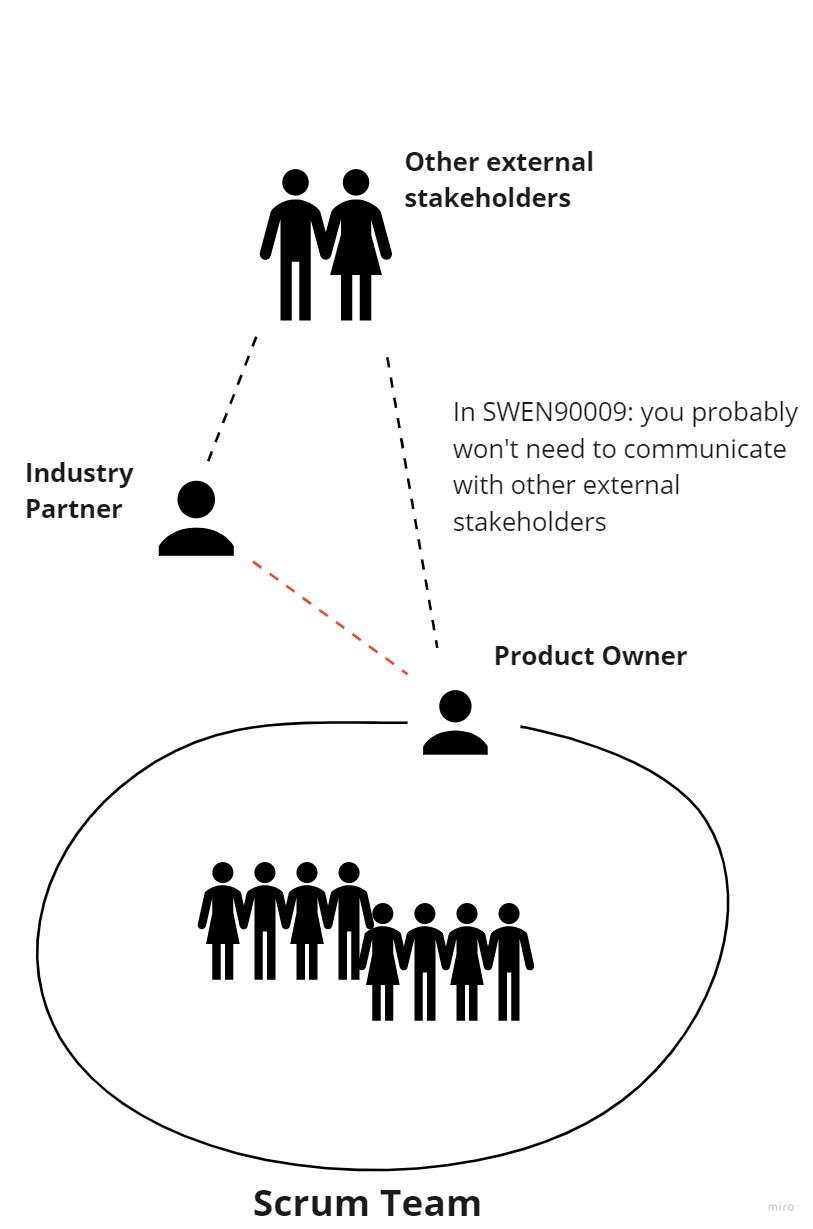 Other external
stakeholders
In SWEN90009: you probably
won't need to communicate
with other external
stakeholders
Industry
Partner
Product Owner
Scrum Team
miro